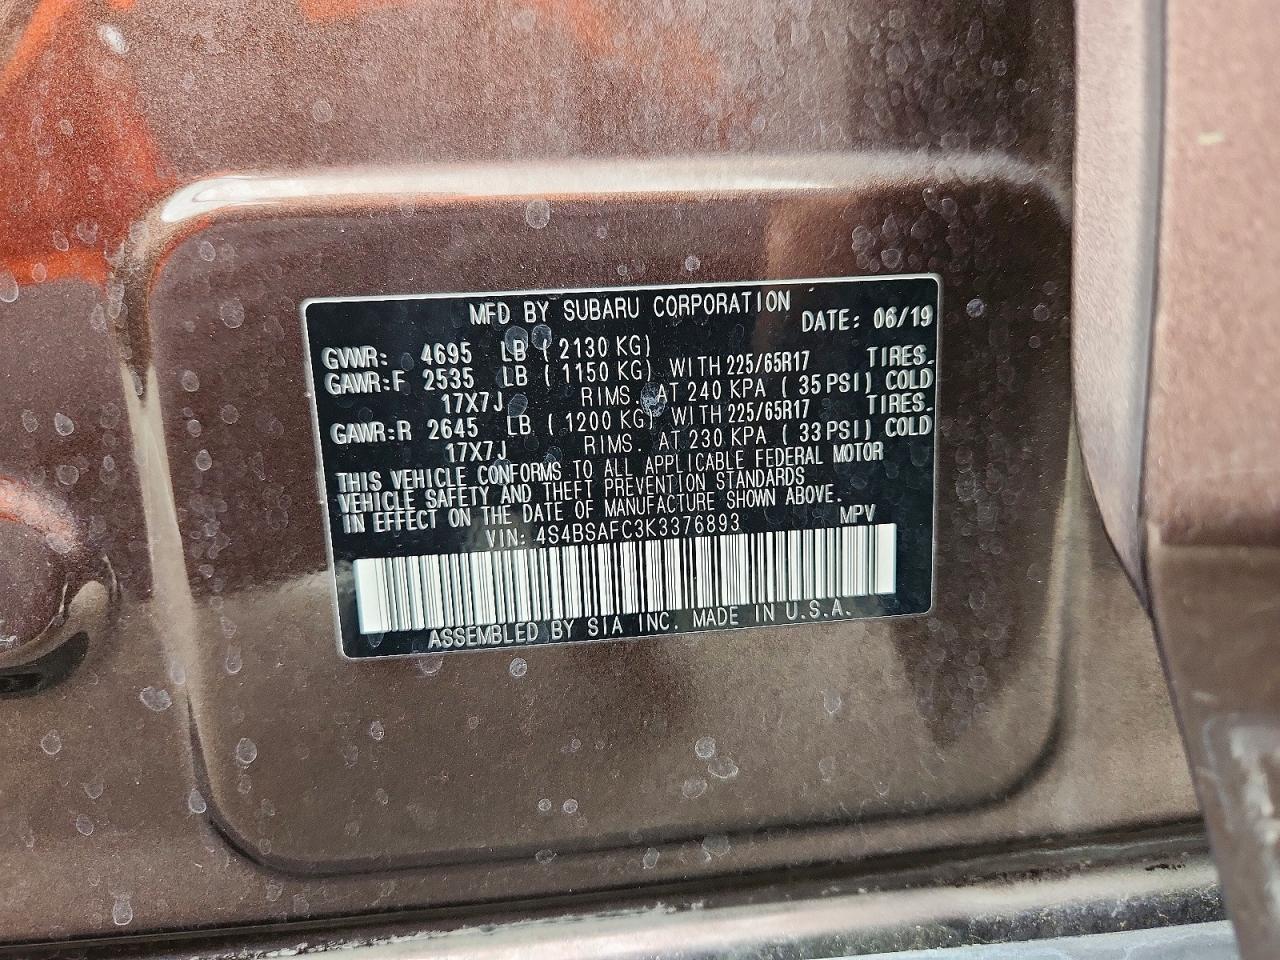 MFD BY SUBARU CORPORATION
DATE: 06/19
GVWR: 4695 LB ( 2130 KG)
GAWR:F 2535 LB ( 1150 KG) WITH 225/65R17 TIRES.
17X7J RIMS. AT 240 KPA ( 35 PSI) COLD
GAWR:R 2645 LB ( 1200 KG) WITH 225/65R17 TIRES.
17X7J RIMS. AT 230 KPA ( 33 PSI) COLD
THIS VEHICLE CONFORMS TO ALL APPLICABLE FEDERAL MOTOR
VEHICLE SAFETY AND THEFT PREVENTION STANDARDS
IN EFFECT ON THE DATE OF MANUFACTURE SHOWN ABOVE.
VIN: 4S4BSAFC3K3376893 MPV
ASSEMBLED BY SIA INC. MADE IN U.S.A.